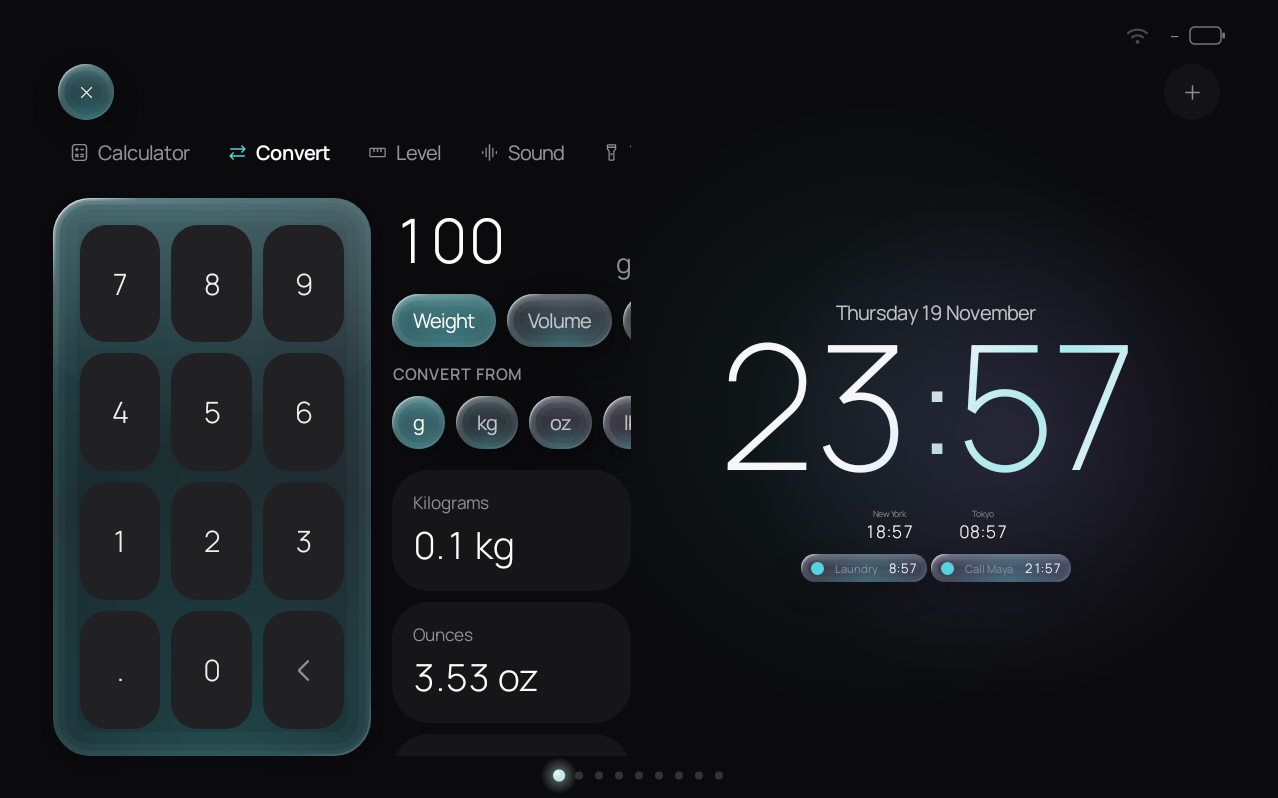 –
Calculator
Convert
Level
Sound
7 8 9
4 5 6
1 2 3
. 0
100
g
Weight
Volume
CONVERT FROM
g
kg
oz
Kilograms
0.1 kg
Ounces
3.53 oz
Thursday 19 November
23:57
New York
18:57
Tokyo
08:57
Laundry 8:57
Call Maya 21:57